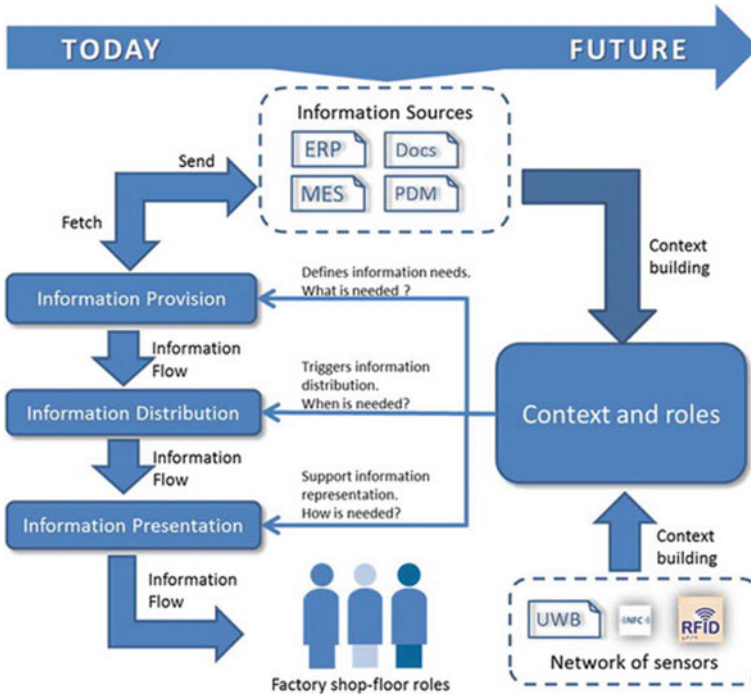 TODAY
FUTURE
Information Sources
ERP
Docs
MES
PDM
Send
Fetch
Context
building
Information Provision
Defines information needs.
What is needed ?
Information
Flow
Triggers information
distribution.
When is needed?
Information Distribution
Context and roles
Information
Flow
Support information
representation.
How is needed?
Information Presentation
Context
building
Information
Flow
UWB
NFC
RFiD
Network of sensors
Factory shop-floor roles